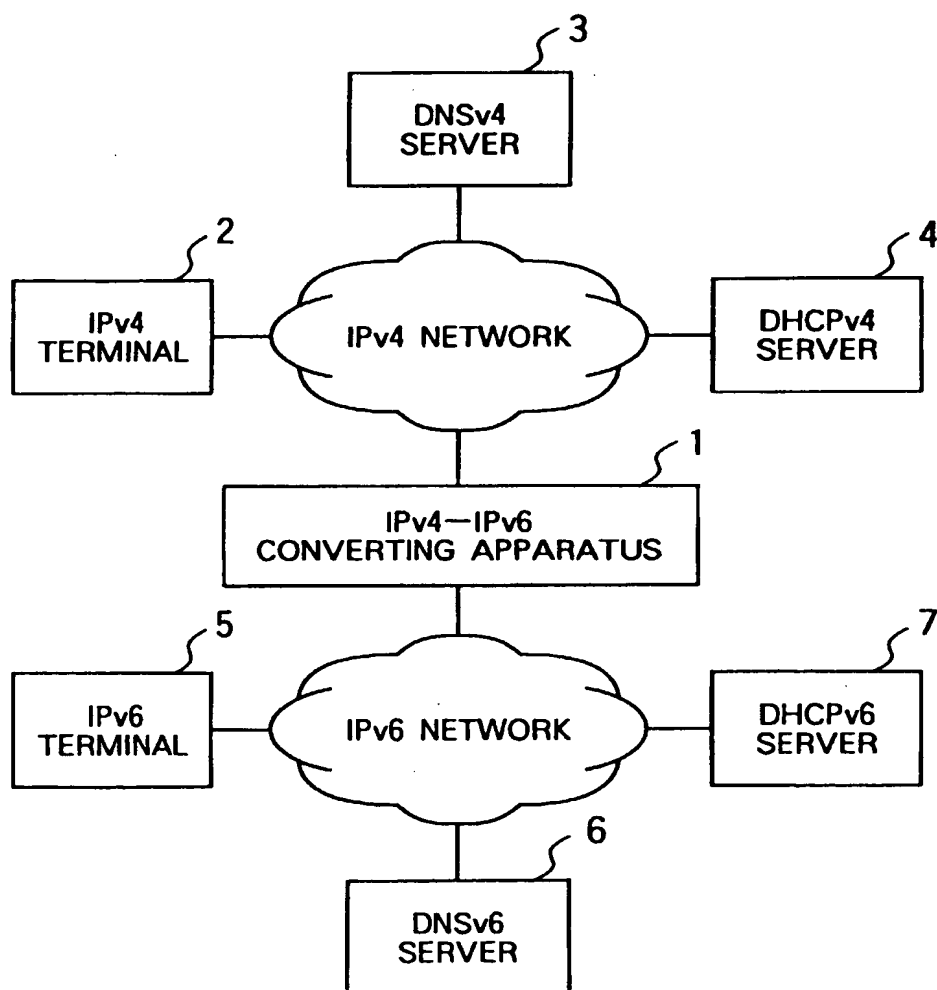 3
DNSv4
SERVER
2
4
IPv4
TERMINAL
IPv4 NETWORK
DHCPv4
SERVER
1
IPv4—IPv6
CONVERTING APPARATUS
5
7
IPv6
TERMINAL
IPv6 NETWORK
DHCPv6
SERVER
6
DNSv6
SERVER